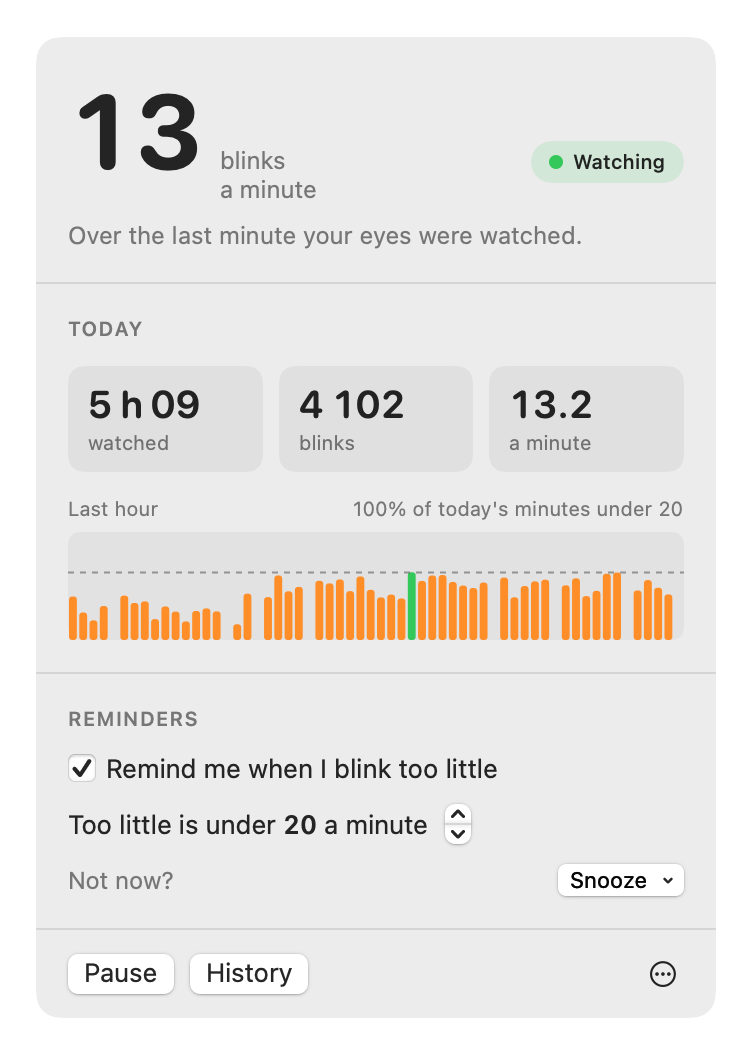 13
blinks
a minute
Watching
Over the last minute your eyes were watched.
TODAY
5 h 09
watched
4 102
blinks
13.2
a minute
Last hour
100% of today's minutes under 20
REMINDERS
Remind me when I blink too little
Too little is under 20 a minute
Not now?
Snooze
Pause
History